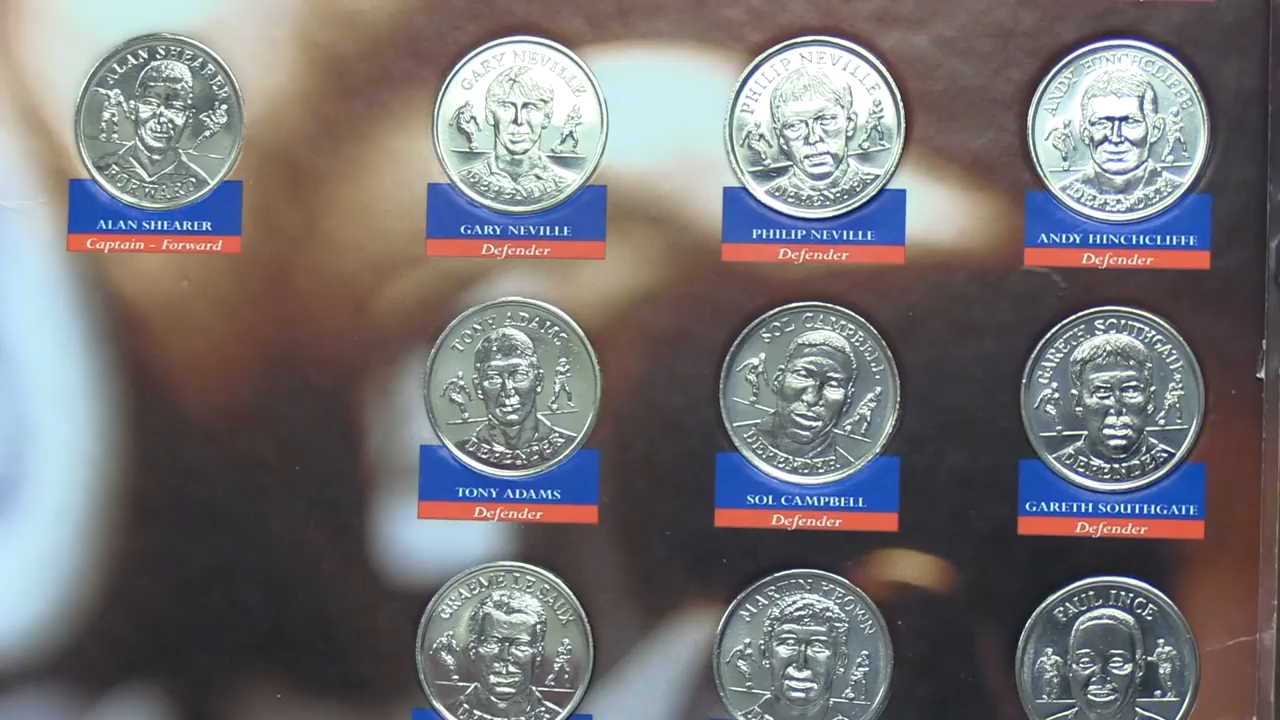 ALAN SHEARER
FORWARD
ALAN SHEARER
Captain - Forward
GARY NEVILLE
DEFENDER
GARY NEVILLE
Defender
PHILIP NEVILLE
DEFENDER
PHILIP NEVILLE
Defender
ANDY HINCHCLIFFE
DEFENDER
ANDY HINCHCLIFFE
Defender
TONY ADAMS
DEFENDER
TONY ADAMS
Defender
SOL CAMPBELL
DEFENDER
SOL CAMPBELL
Defender
GARETH SOUTHGATE
DEFENDER
GARETH SOUTHGATE
Defender
GRAEME LE SAUX
DEFENDER
MARTIN KEOWN
PAUL INCE